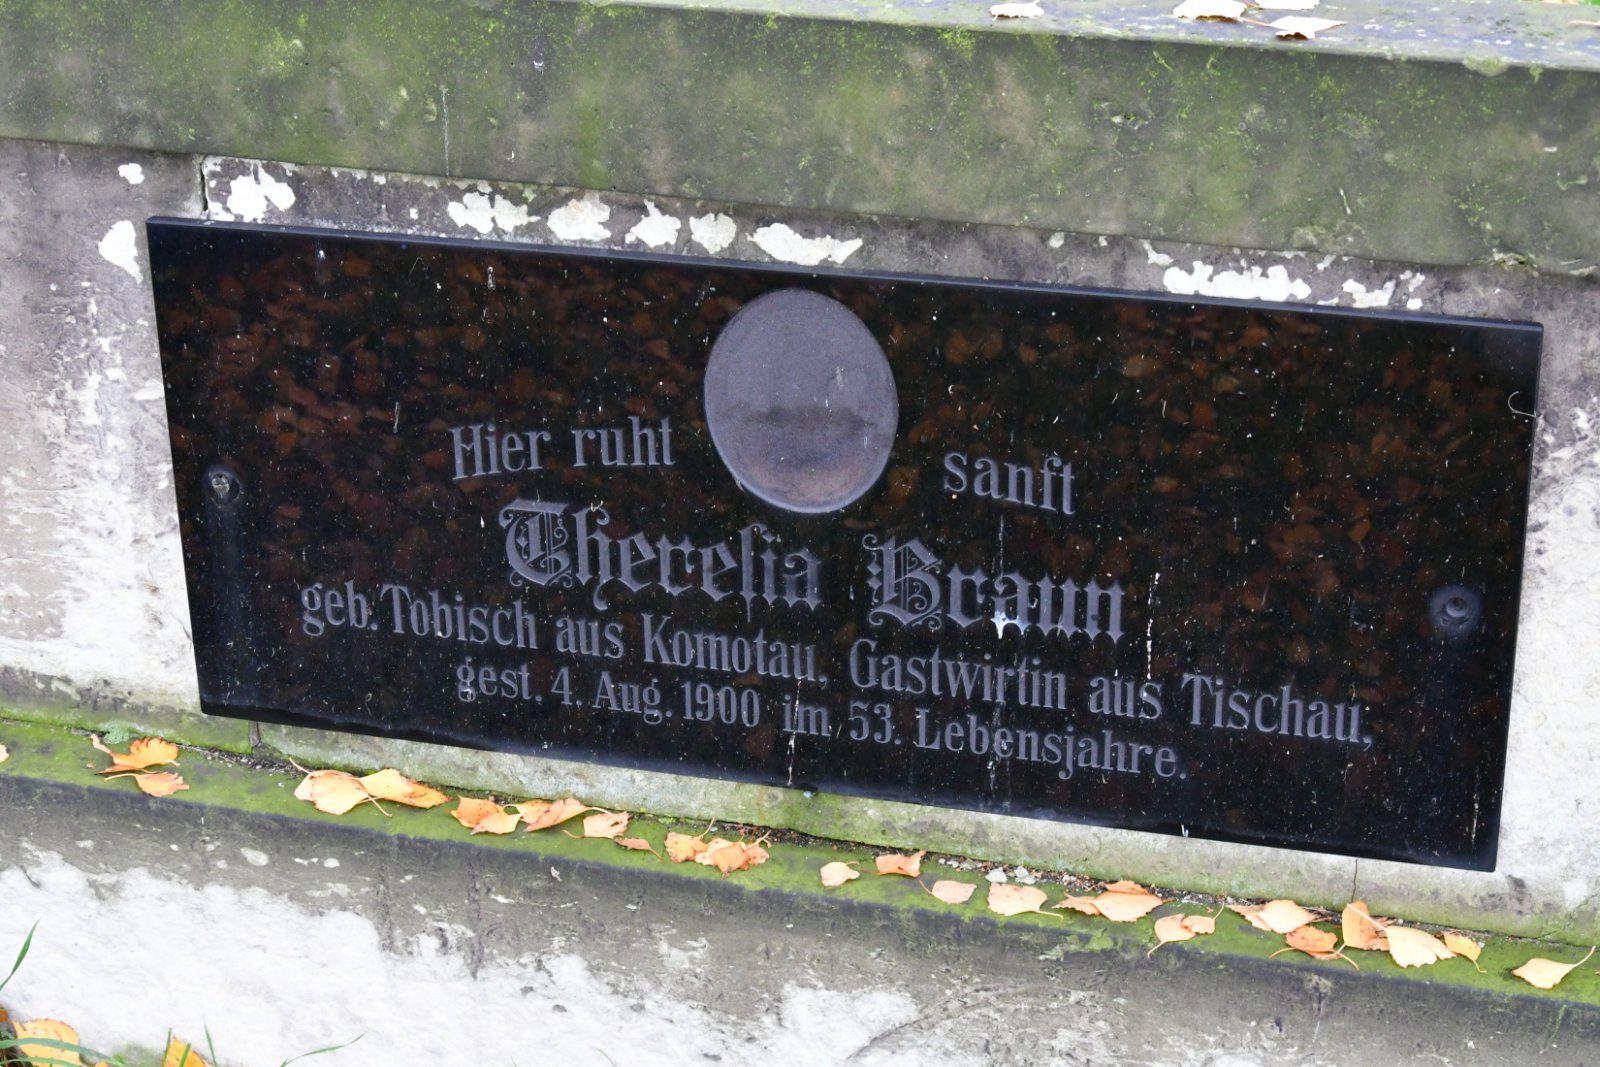 Hier ruht sanft
Thereſia Braun
geb. Tobisch aus Komotau, Gastwirtin aus Tischau,
gest. 4. Aug. 1900 im 53. Lebensjahre.